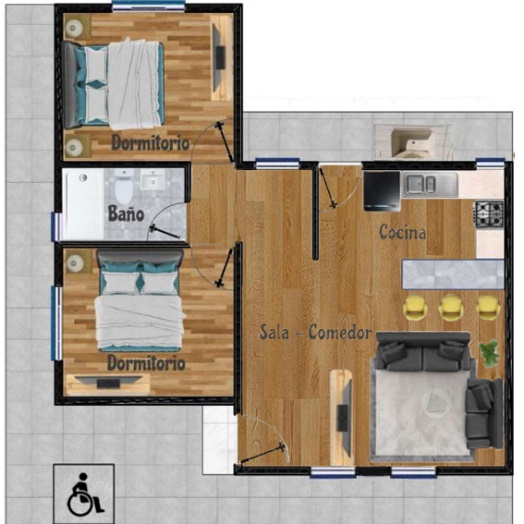 Dormitorio
Baño
Cocina
Sala - Comedor
Dormitorio